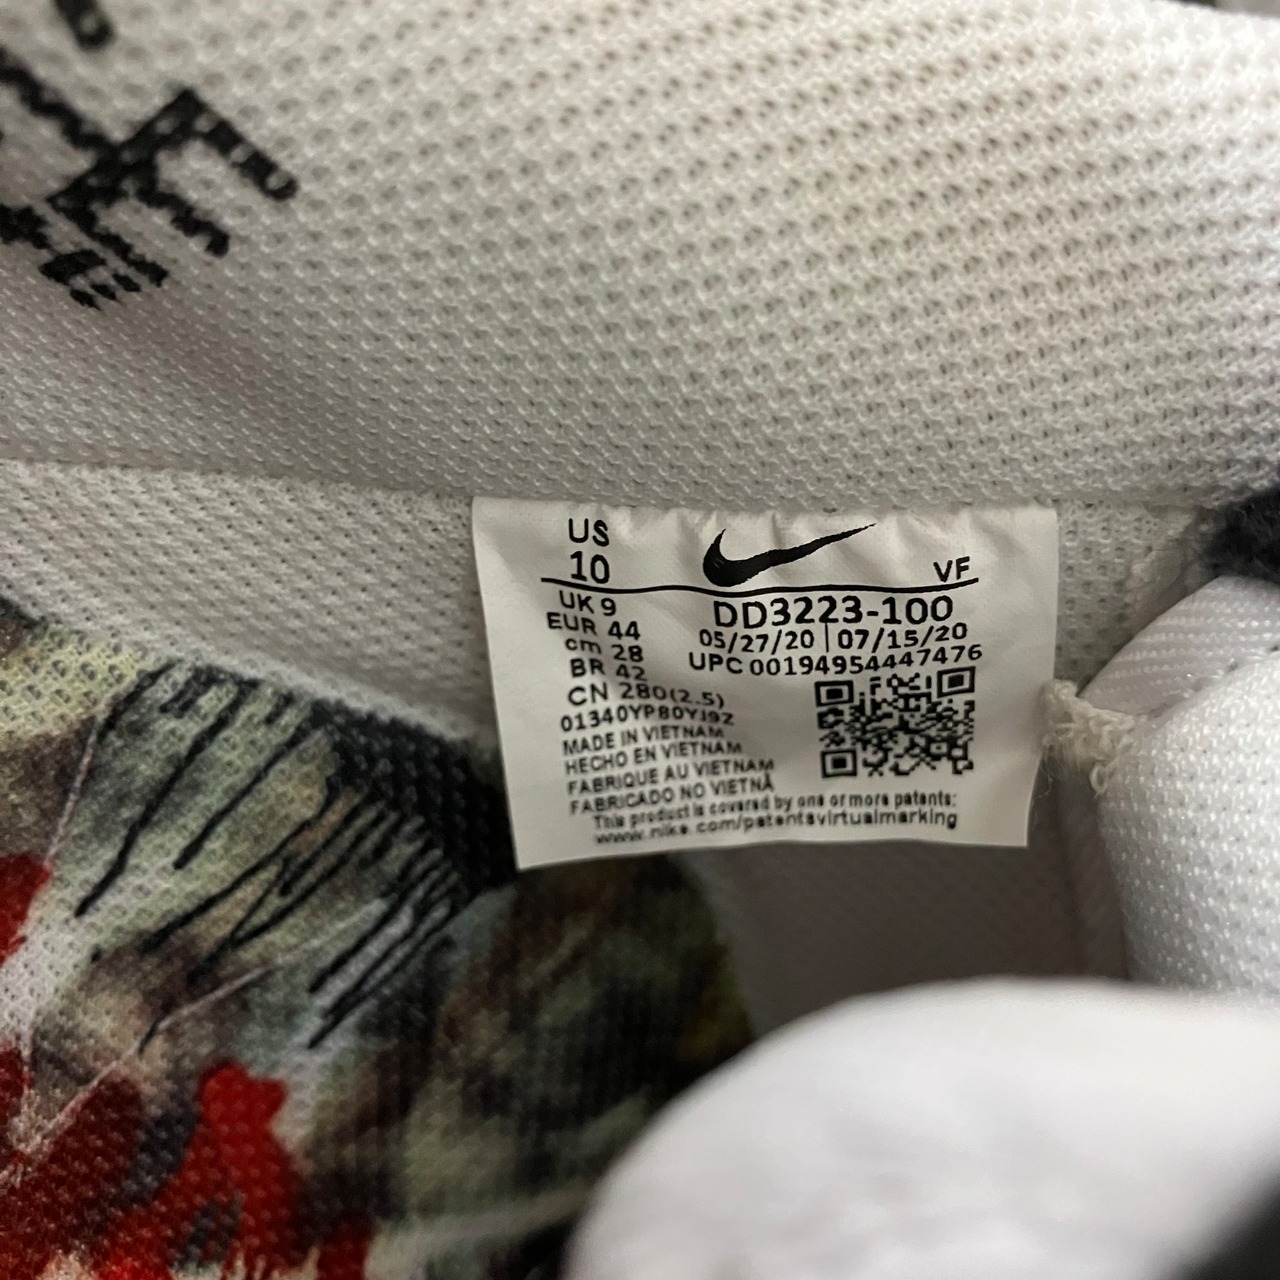 US
10
VF
UK 9
EUR 44
cm 28
BR 42
CN 280(2.5)
01340YP80YJ9Z
DD3223-100
05/27/20 | 07/15/20
UPC 00194954447476
MADE IN VIETNAM
HECHO EN VIETNAM
FABRIQUE AU VIETNAM
FABRICADO NO VIETNÃ
This product is covered by one or more patents:
www.nike.com/patentsvirtualmarking